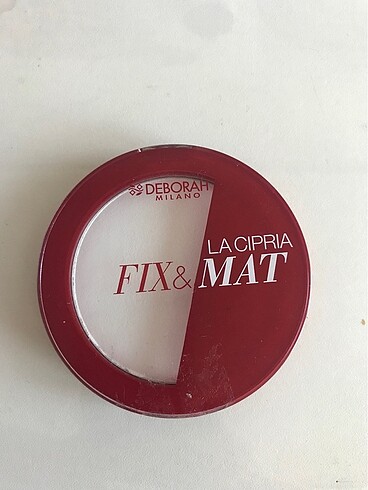 DEBORAH
MILANO
LA CIPRIA
FIX& MAT